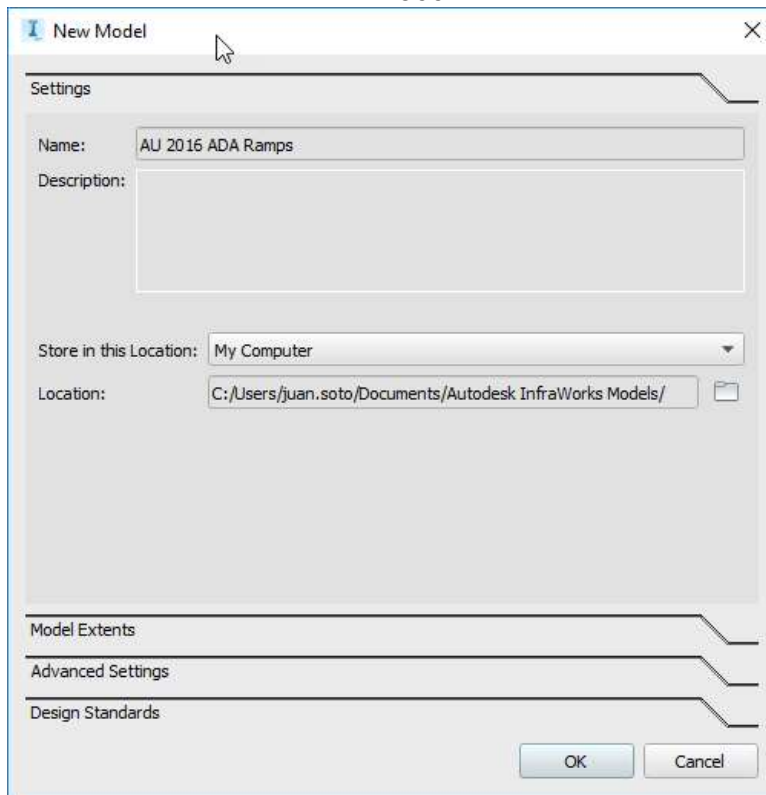 New Model
Settings
Name: AU 2016 ADA Ramps
Description:
Store in this Location: My Computer
Location: C:/Users/juan.soto/Documents/Autodesk InfraWorks Models/
Model Extents
Advanced Settings
Design Standards
OK Cancel